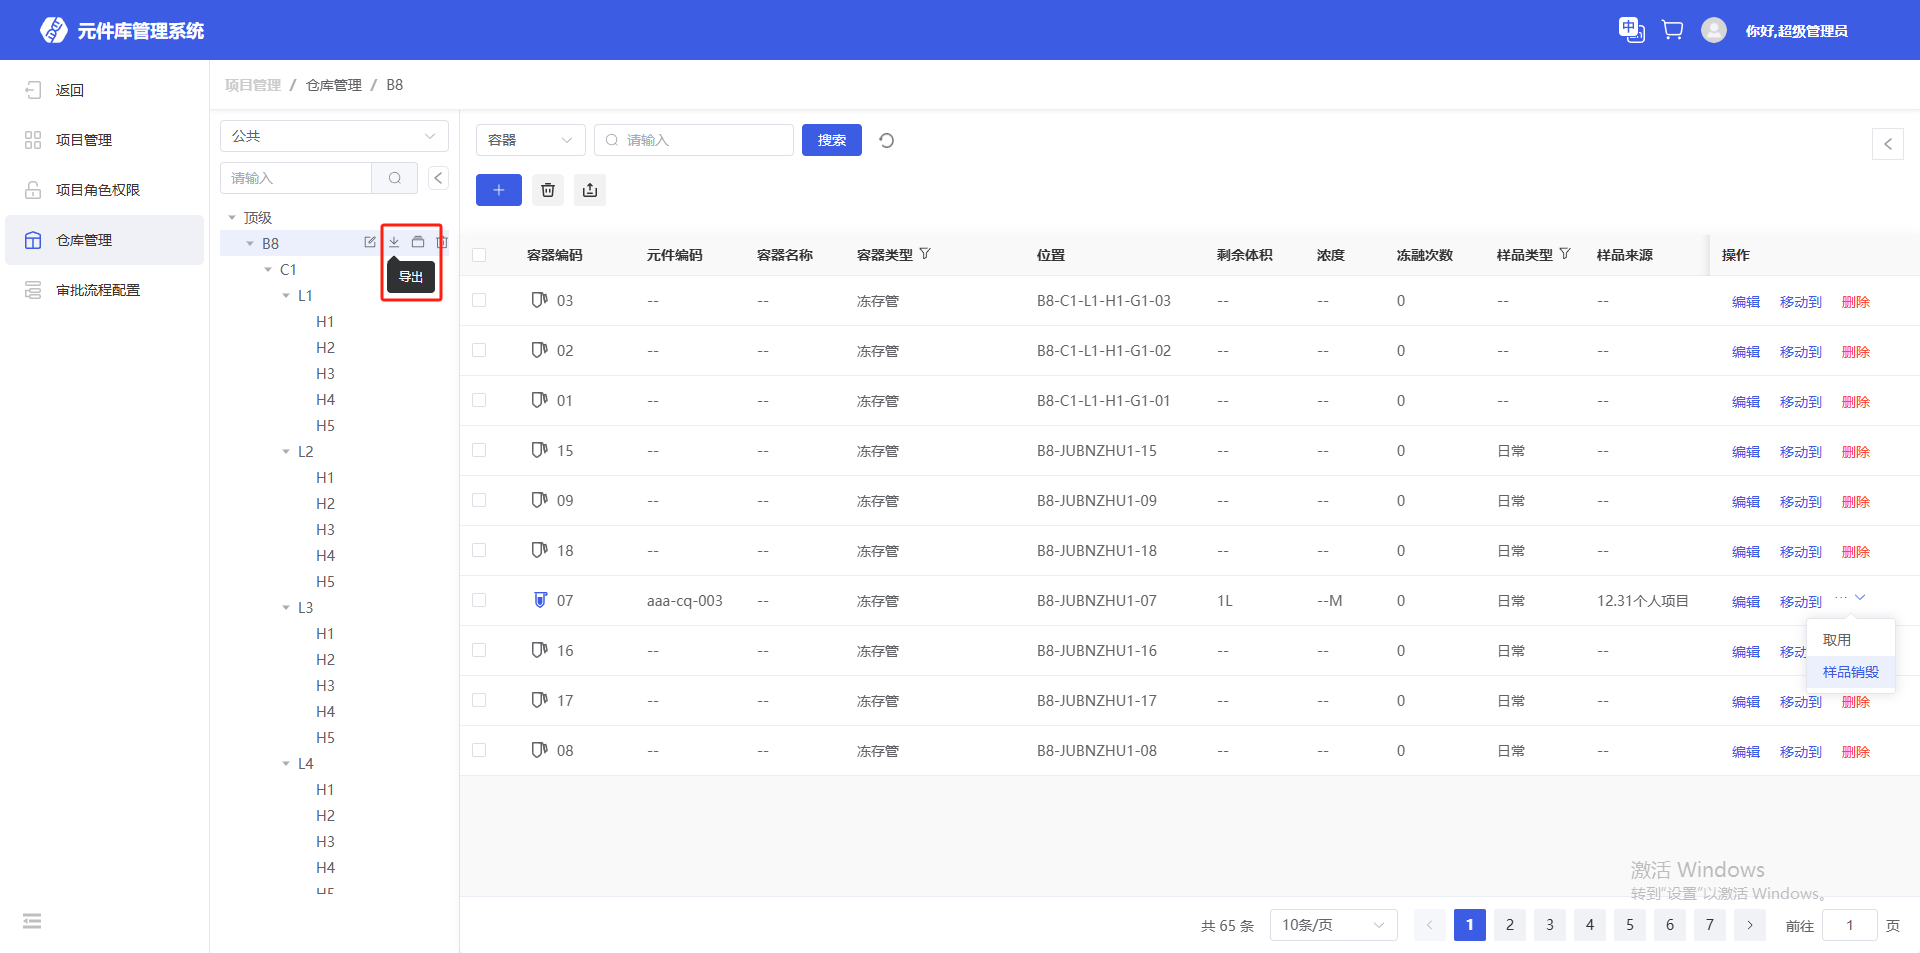 元件库管理系统
中
你好,超级管理员
返回
项目管理
项目角色权限
仓库管理
审批流程配置
项目管理 / 仓库管理 / B8
公共
请输入
顶级
B8
导出
C1
L1
H1
H2
H3
H4
H5
L2
H1
H2
H3
H4
H5
L3
H1
H2
H3
H4
H5
L4
H1
H2
H3
H4
H5
容器 请输入 搜索
容器编码 元件编码 容器名称 容器类型 位置 剩余体积 浓度 冻融次数 样品类型 样品来源 操作
03 -- -- 冻存管 B8-C1-L1-H1-G1-03 -- -- 0 -- -- 编辑 移动到 删除
02 -- -- 冻存管 B8-C1-L1-H1-G1-02 -- -- 0 -- -- 编辑 移动到 删除
01 -- -- 冻存管 B8-C1-L1-H1-G1-01 -- -- 0 -- -- 编辑 移动到 删除
15 -- -- 冻存管 B8-JUBNZHU1-15 -- -- 0 日常 -- 编辑 移动到 删除
09 -- -- 冻存管 B8-JUBNZHU1-09 -- -- 0 日常 -- 编辑 移动到 删除
18 -- -- 冻存管 B8-JUBNZHU1-18 -- -- 0 日常 -- 编辑 移动到 删除
07 aaa-cq-003 -- 冻存管 B8-JUBNZHU1-07 1L --M 0 日常 12.31个人项目 编辑 移动到 ...
取用
样品销毁
16 -- -- 冻存管 B8-JUBNZHU1-16 -- -- 0 日常 -- 编辑 移动
17 -- -- 冻存管 B8-JUBNZHU1-17 -- -- 0 日常 -- 编辑 移动到 删除
08 -- -- 冻存管 B8-JUBNZHU1-08 -- -- 0 日常 -- 编辑 移动到 删除
激活 Windows
转到"设置"以激活 Windows。
共 65 条 10条/页 1 2 3 4 5 6 7 前往 1 页